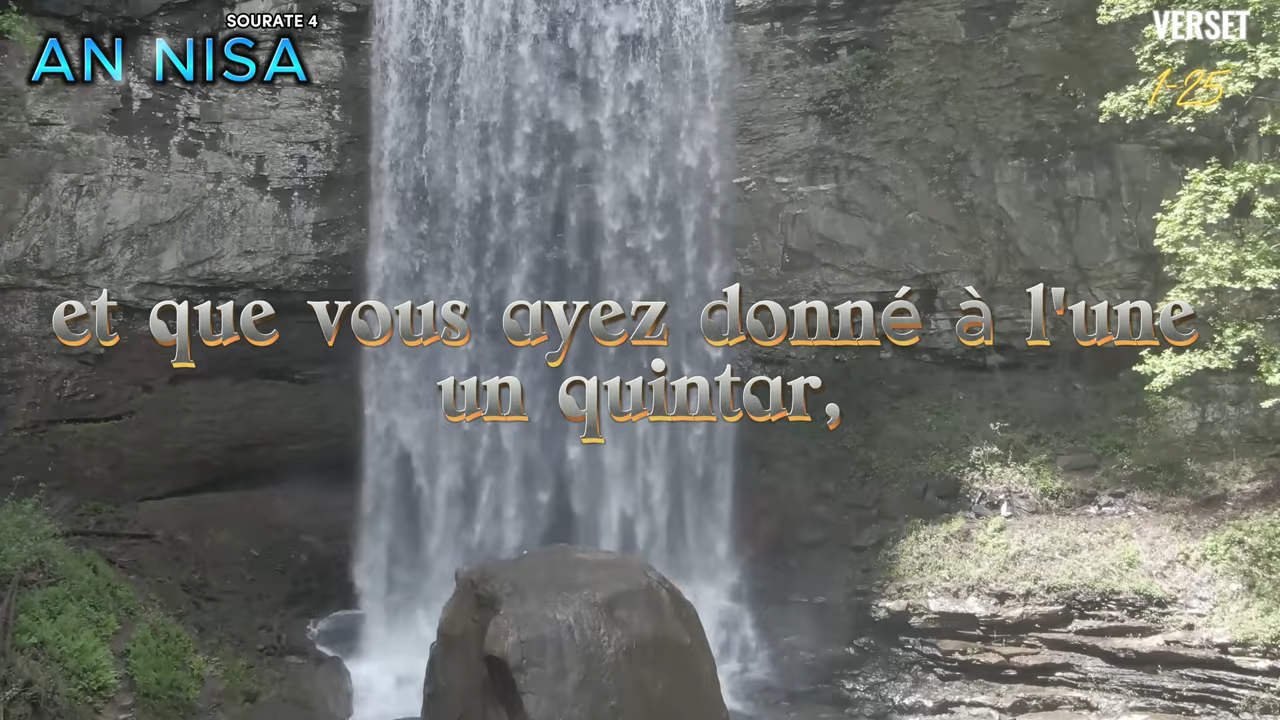 SOURATE 4
AN NISA
VERSET
1-25
et que vous ayez donné à l'une
un quintar,